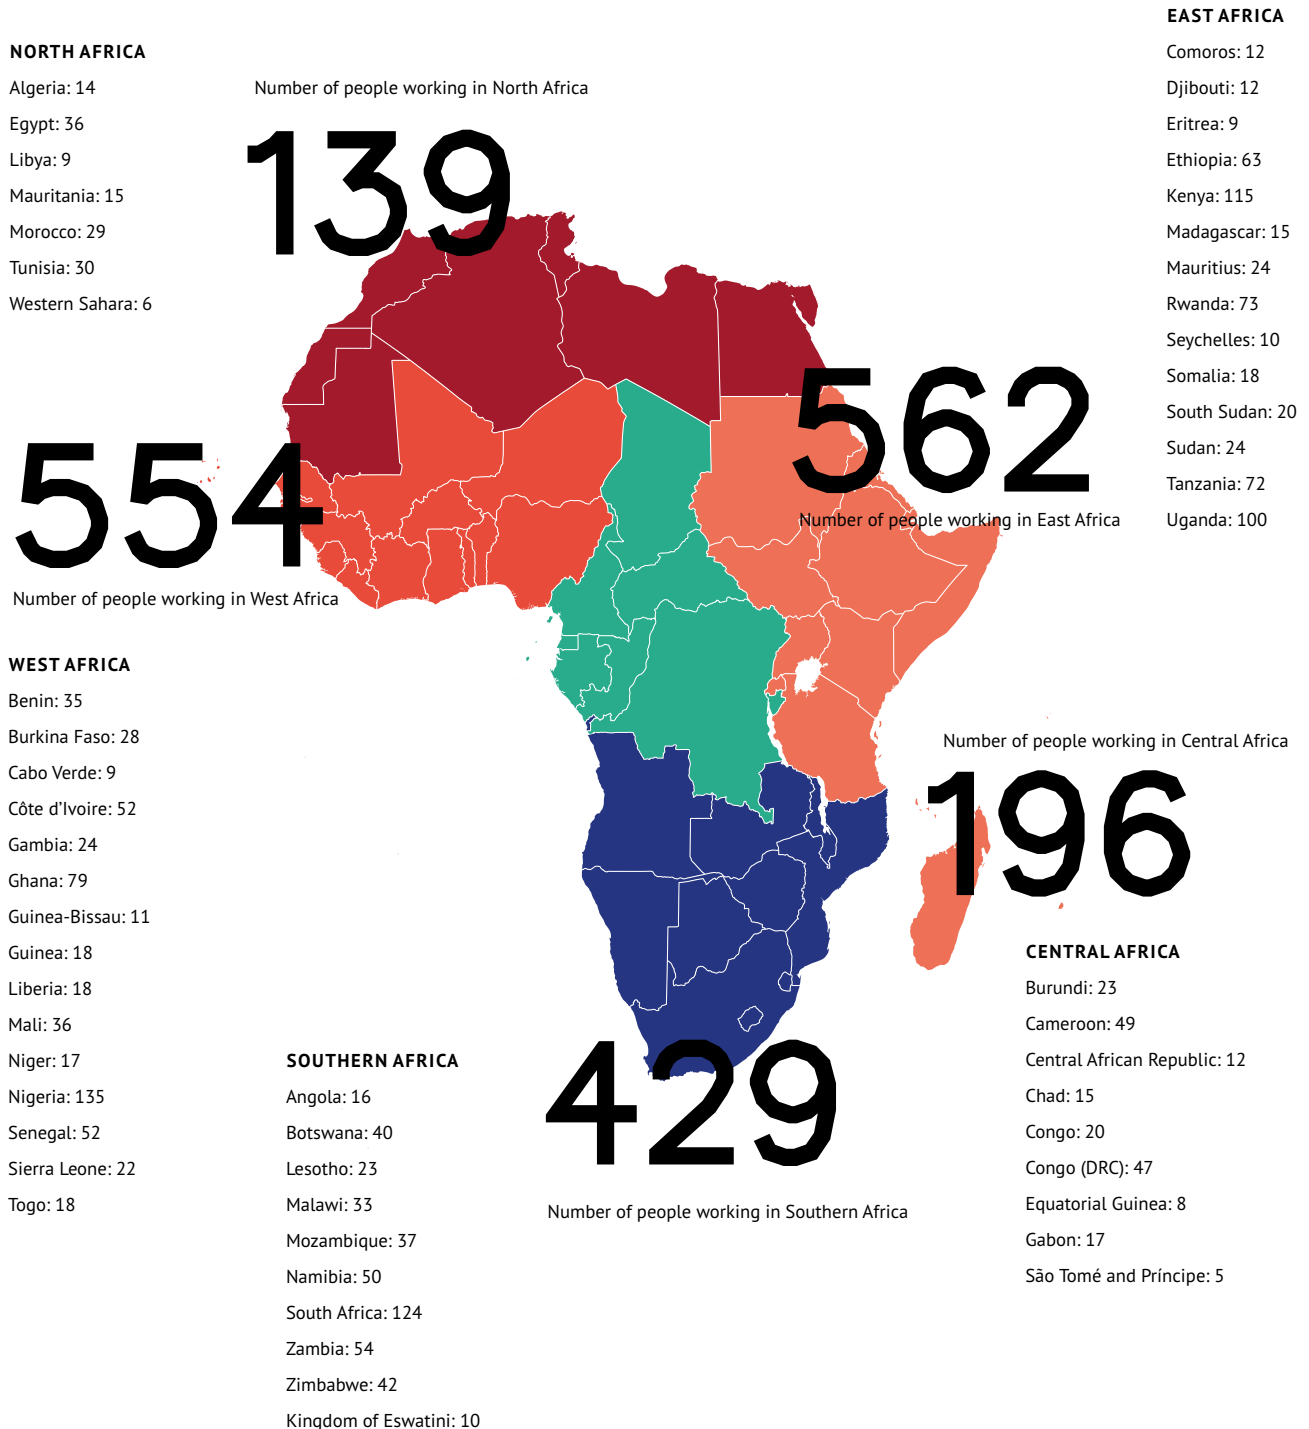 NORTH AFRICA
Algeria: 14
Egypt: 36
Libya: 9
Mauritania: 15
Morocco: 29
Tunisia: 30
Western Sahara: 6
Number of people working in North Africa
139
EAST AFRICA
Comoros: 12
Djibouti: 12
Eritrea: 9
Ethiopia: 63
Kenya: 115
Madagascar: 15
Mauritius: 24
Rwanda: 73
Seychelles: 10
Somalia: 18
South Sudan: 20
Sudan: 24
Tanzania: 72
Uganda: 100
562
Number of people working in East Africa
554
Number of people working in West Africa
WEST AFRICA
Benin: 35
Burkina Faso: 28
Cabo Verde: 9
Côte d’Ivoire: 52
Gambia: 24
Ghana: 79
Guinea-Bissau: 11
Guinea: 18
Liberia: 18
Mali: 36
Niger: 17
Nigeria: 135
Senegal: 52
Sierra Leone: 22
Togo: 18
Number of people working in Central Africa
196
CENTRAL AFRICA
Burundi: 23
Cameroon: 49
Central African Republic: 12
Chad: 15
Congo: 20
Congo (DRC): 47
Equatorial Guinea: 8
Gabon: 17
São Tomé and Príncipe: 5
SOUTHERN AFRICA
Angola: 16
Botswana: 40
Lesotho: 23
Malawi: 33
Mozambique: 37
Namibia: 50
South Africa: 124
Zambia: 54
Zimbabwe: 42
Kingdom of Eswatini: 10
429
Number of people working in Southern Africa